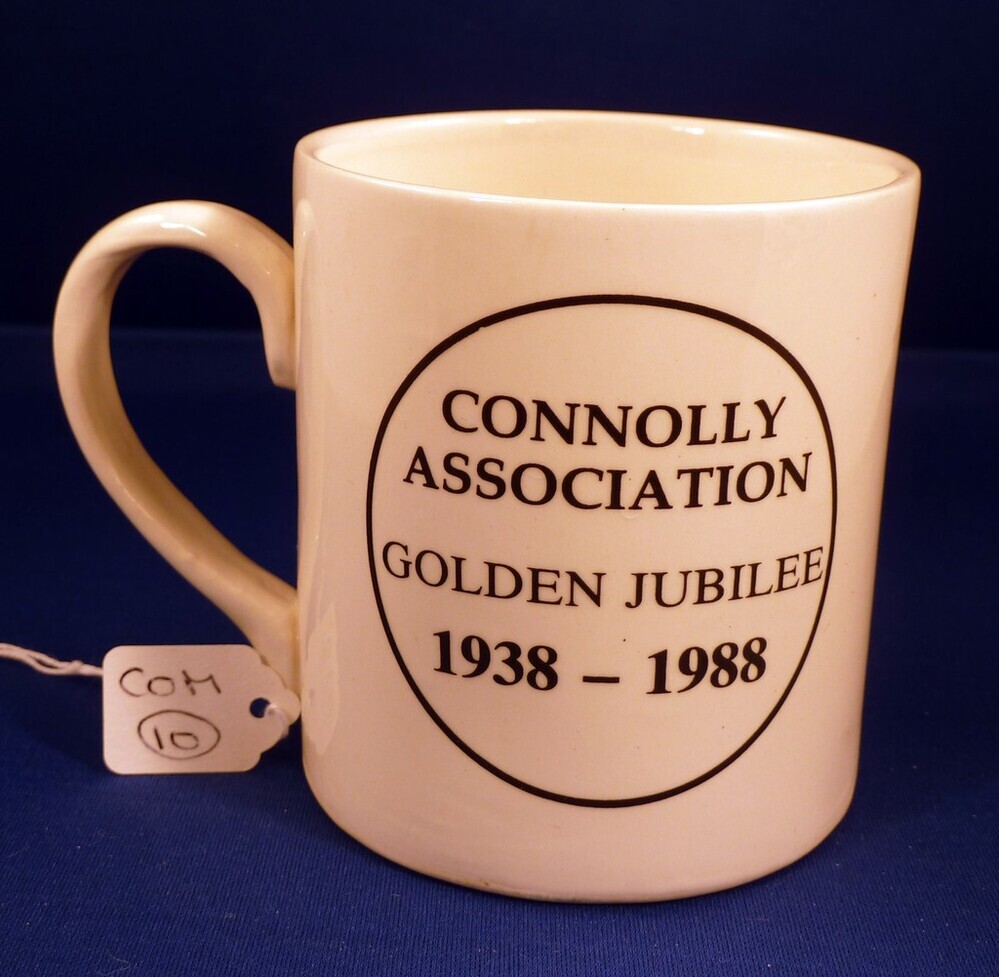 CONNOLLY
ASSOCIATION
GOLDEN JUBILEE
1938 – 1988
COM
10